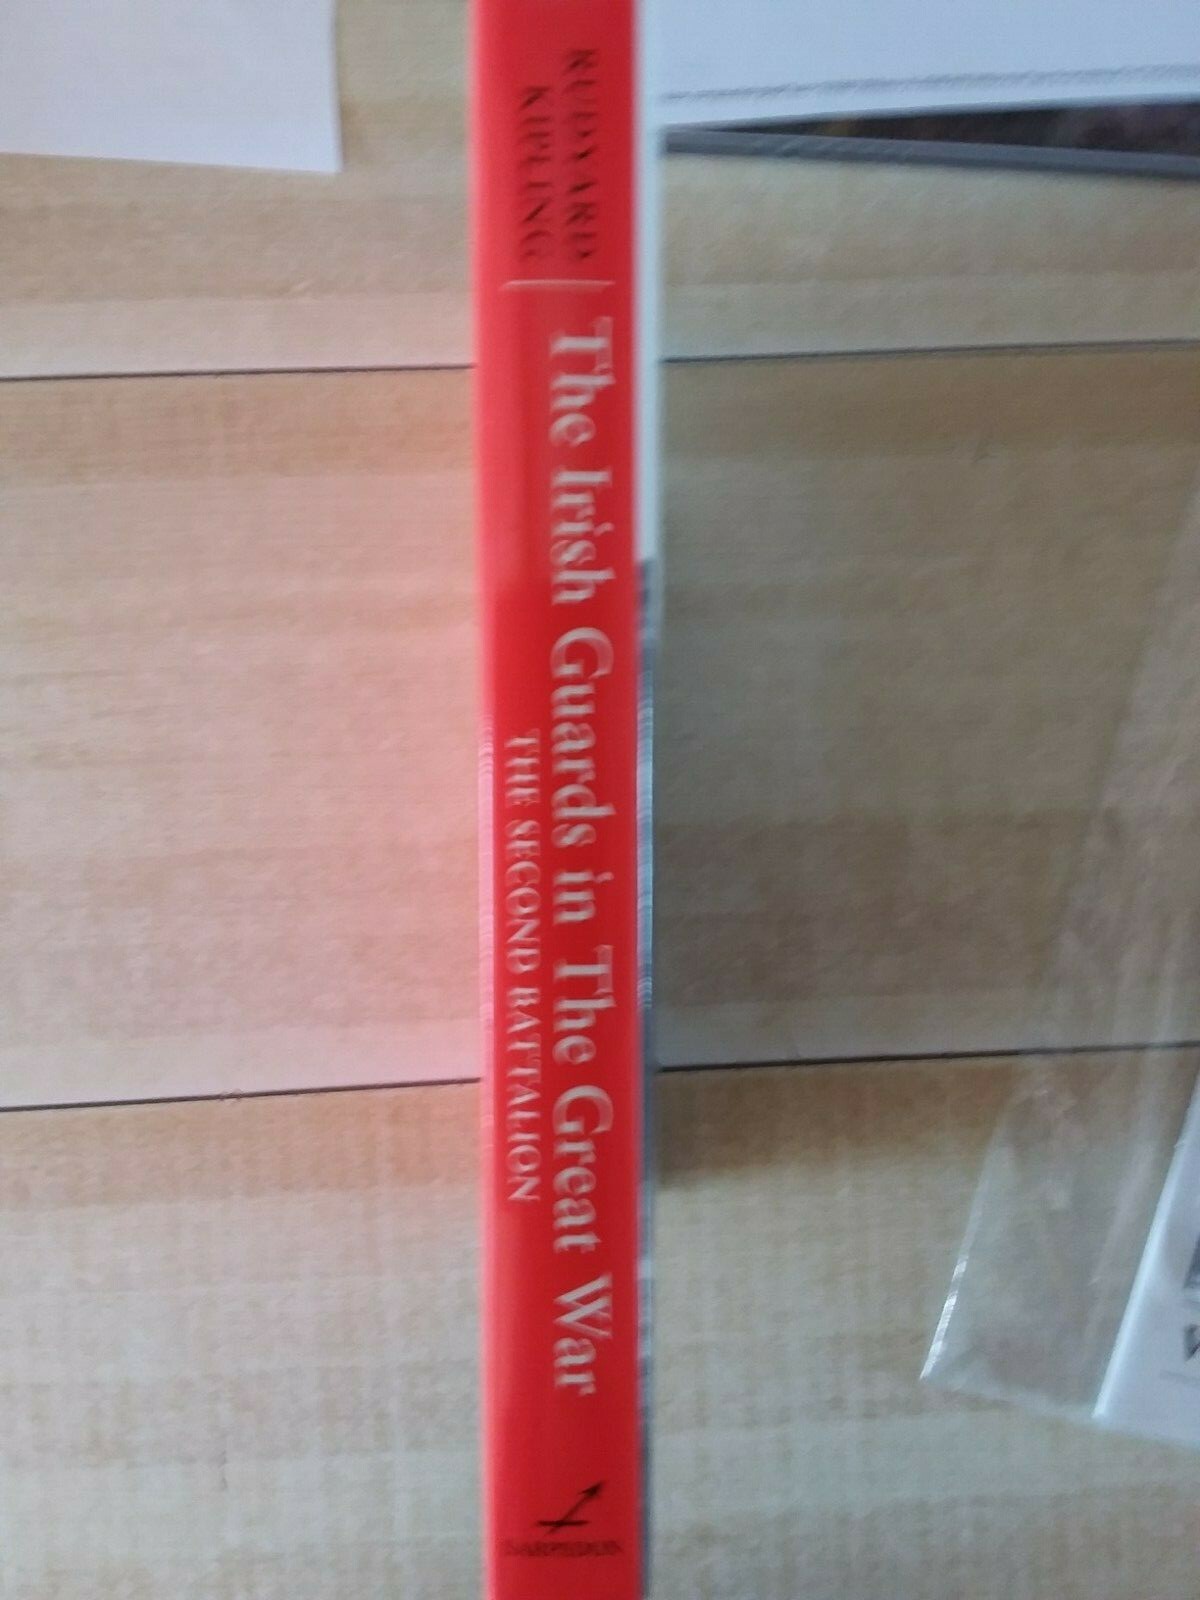 RUDYARD
KIPLING
The Irish Guards in The Great War
THE SECOND BATTALION
SARPEDON